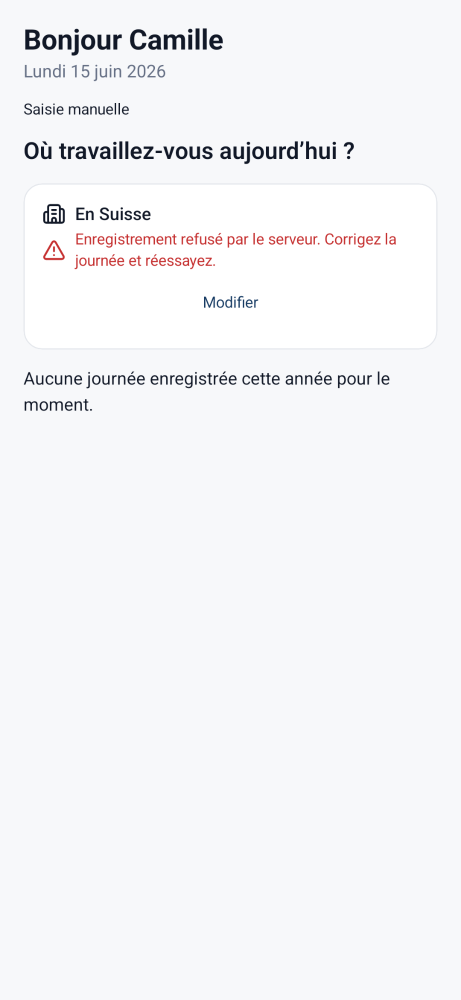 Bonjour Camille
Lundi 15 juin 2026
Saisie manuelle
Où travaillez-vous aujourd’hui ?
En Suisse
Enregistrement refusé par le serveur. Corrigez la
journée et réessayez.
Modifier
Aucune journée enregistrée cette année pour le
moment.